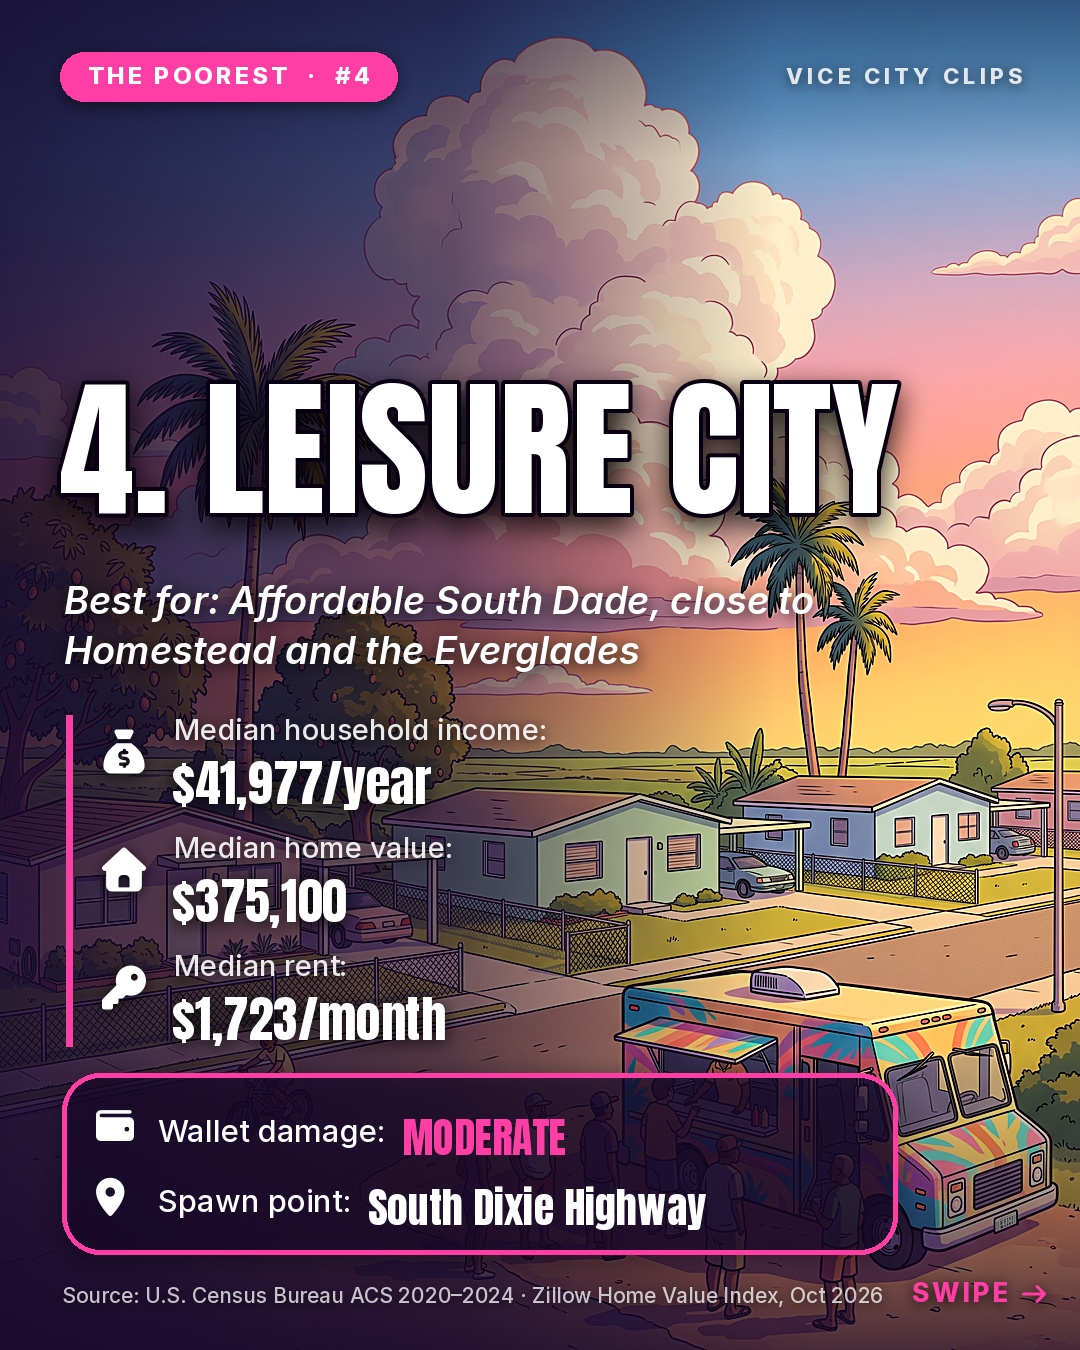 THE POOREST · #4
VICE CITY CLIPS
4. LEISURE CITY
Best for: Affordable South Dade, close to
Homestead and the Everglades
Median household income:
$41,977/year
Median home value:
$375,100
Median rent:
$1,723/month
Wallet damage: MODERATE
Spawn point: South Dixie Highway
Source: U.S. Census Bureau ACS 2020–2024 · Zillow Home Value Index, Oct 2026
SWIPE →